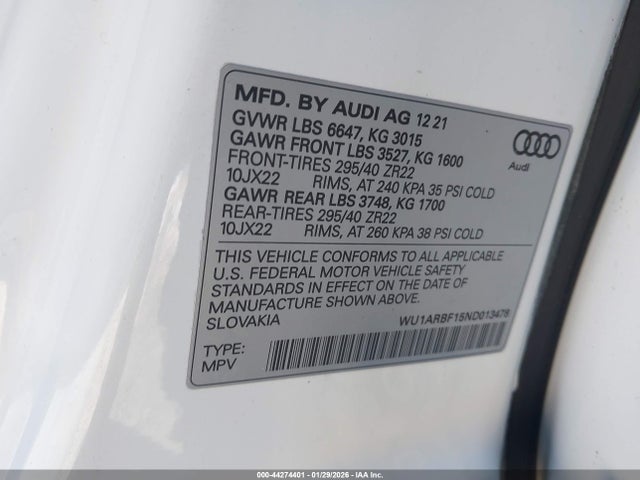 MFD. BY AUDI AG 12 21
GVWR LBS 6647, KG 3015
GAWR FRONT LBS 3527, KG 1600
FRONT-TIRES 295/40 ZR22
10JX22 RIMS, AT 240 KPA 35 PSI COLD
GAWR REAR LBS 3748, KG 1700
REAR-TIRES 295/40 ZR22
10JX22 RIMS, AT 260 KPA 38 PSI COLD
Audi
THIS VEHICLE CONFORMS TO ALL APPLICABLE
U.S. FEDERAL MOTOR VEHICLE SAFETY
STANDARDS IN EFFECT ON THE DATE OF
MANUFACTURE SHOWN ABOVE.
SLOVAKIA
WU1ARBF15ND013478
TYPE:
MPV
000-44274401 - 01/29/2026 - IAA Inc.